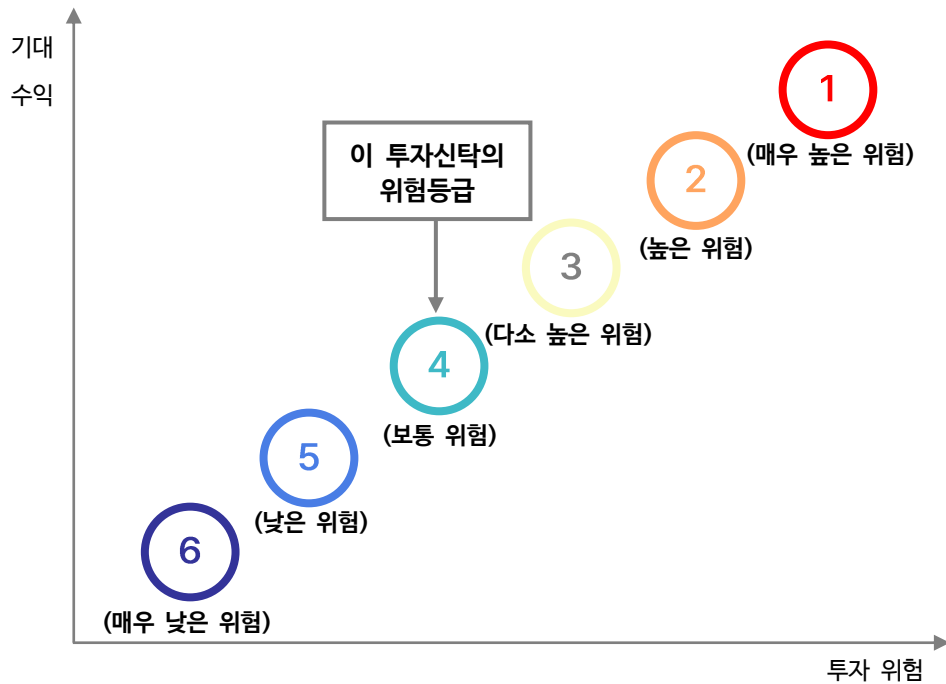 기대
수익
1
(매우 높은 위험)
이 투자신탁의
위험등급
2
(높은 위험)
3
(다소 높은 위험)
4
(보통 위험)
5
(낮은 위험)
6
(매우 낮은 위험)
투자 위험